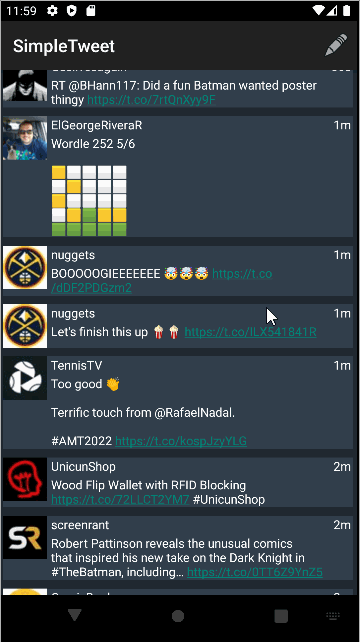 11:59
SimpleTweet
RT @BHann117: Did a fun Batman wanted poster
thingy https://t.co/7rtQnXyy9F
ElGeorgeRiveraR 1m
Wordle 252 5/6
nuggets 1m
BOOOOOGIEEEEEEE 🤯🤯🤯 https://t.co
/dDF2PDGzm2
nuggets 1m
Let's finish this up 🍿🍿 https://t.co/ILX541841R
TennisTV 1m
Too good 👏
Terrific touch from @RafaelNadal.
#AMT2022 https://t.co/kospJzyYLG
UnicunShop 2m
Wood Flip Wallet with RFID Blocking
https://t.co/72LLCT2YM7 #UnicunShop
SR
screenrant 2m
Robert Pattinson reveals the unusual comics
that inspired his new take on the Dark Knight in
#TheBatman, including… https://t.co/0TT6Z9YnZ5